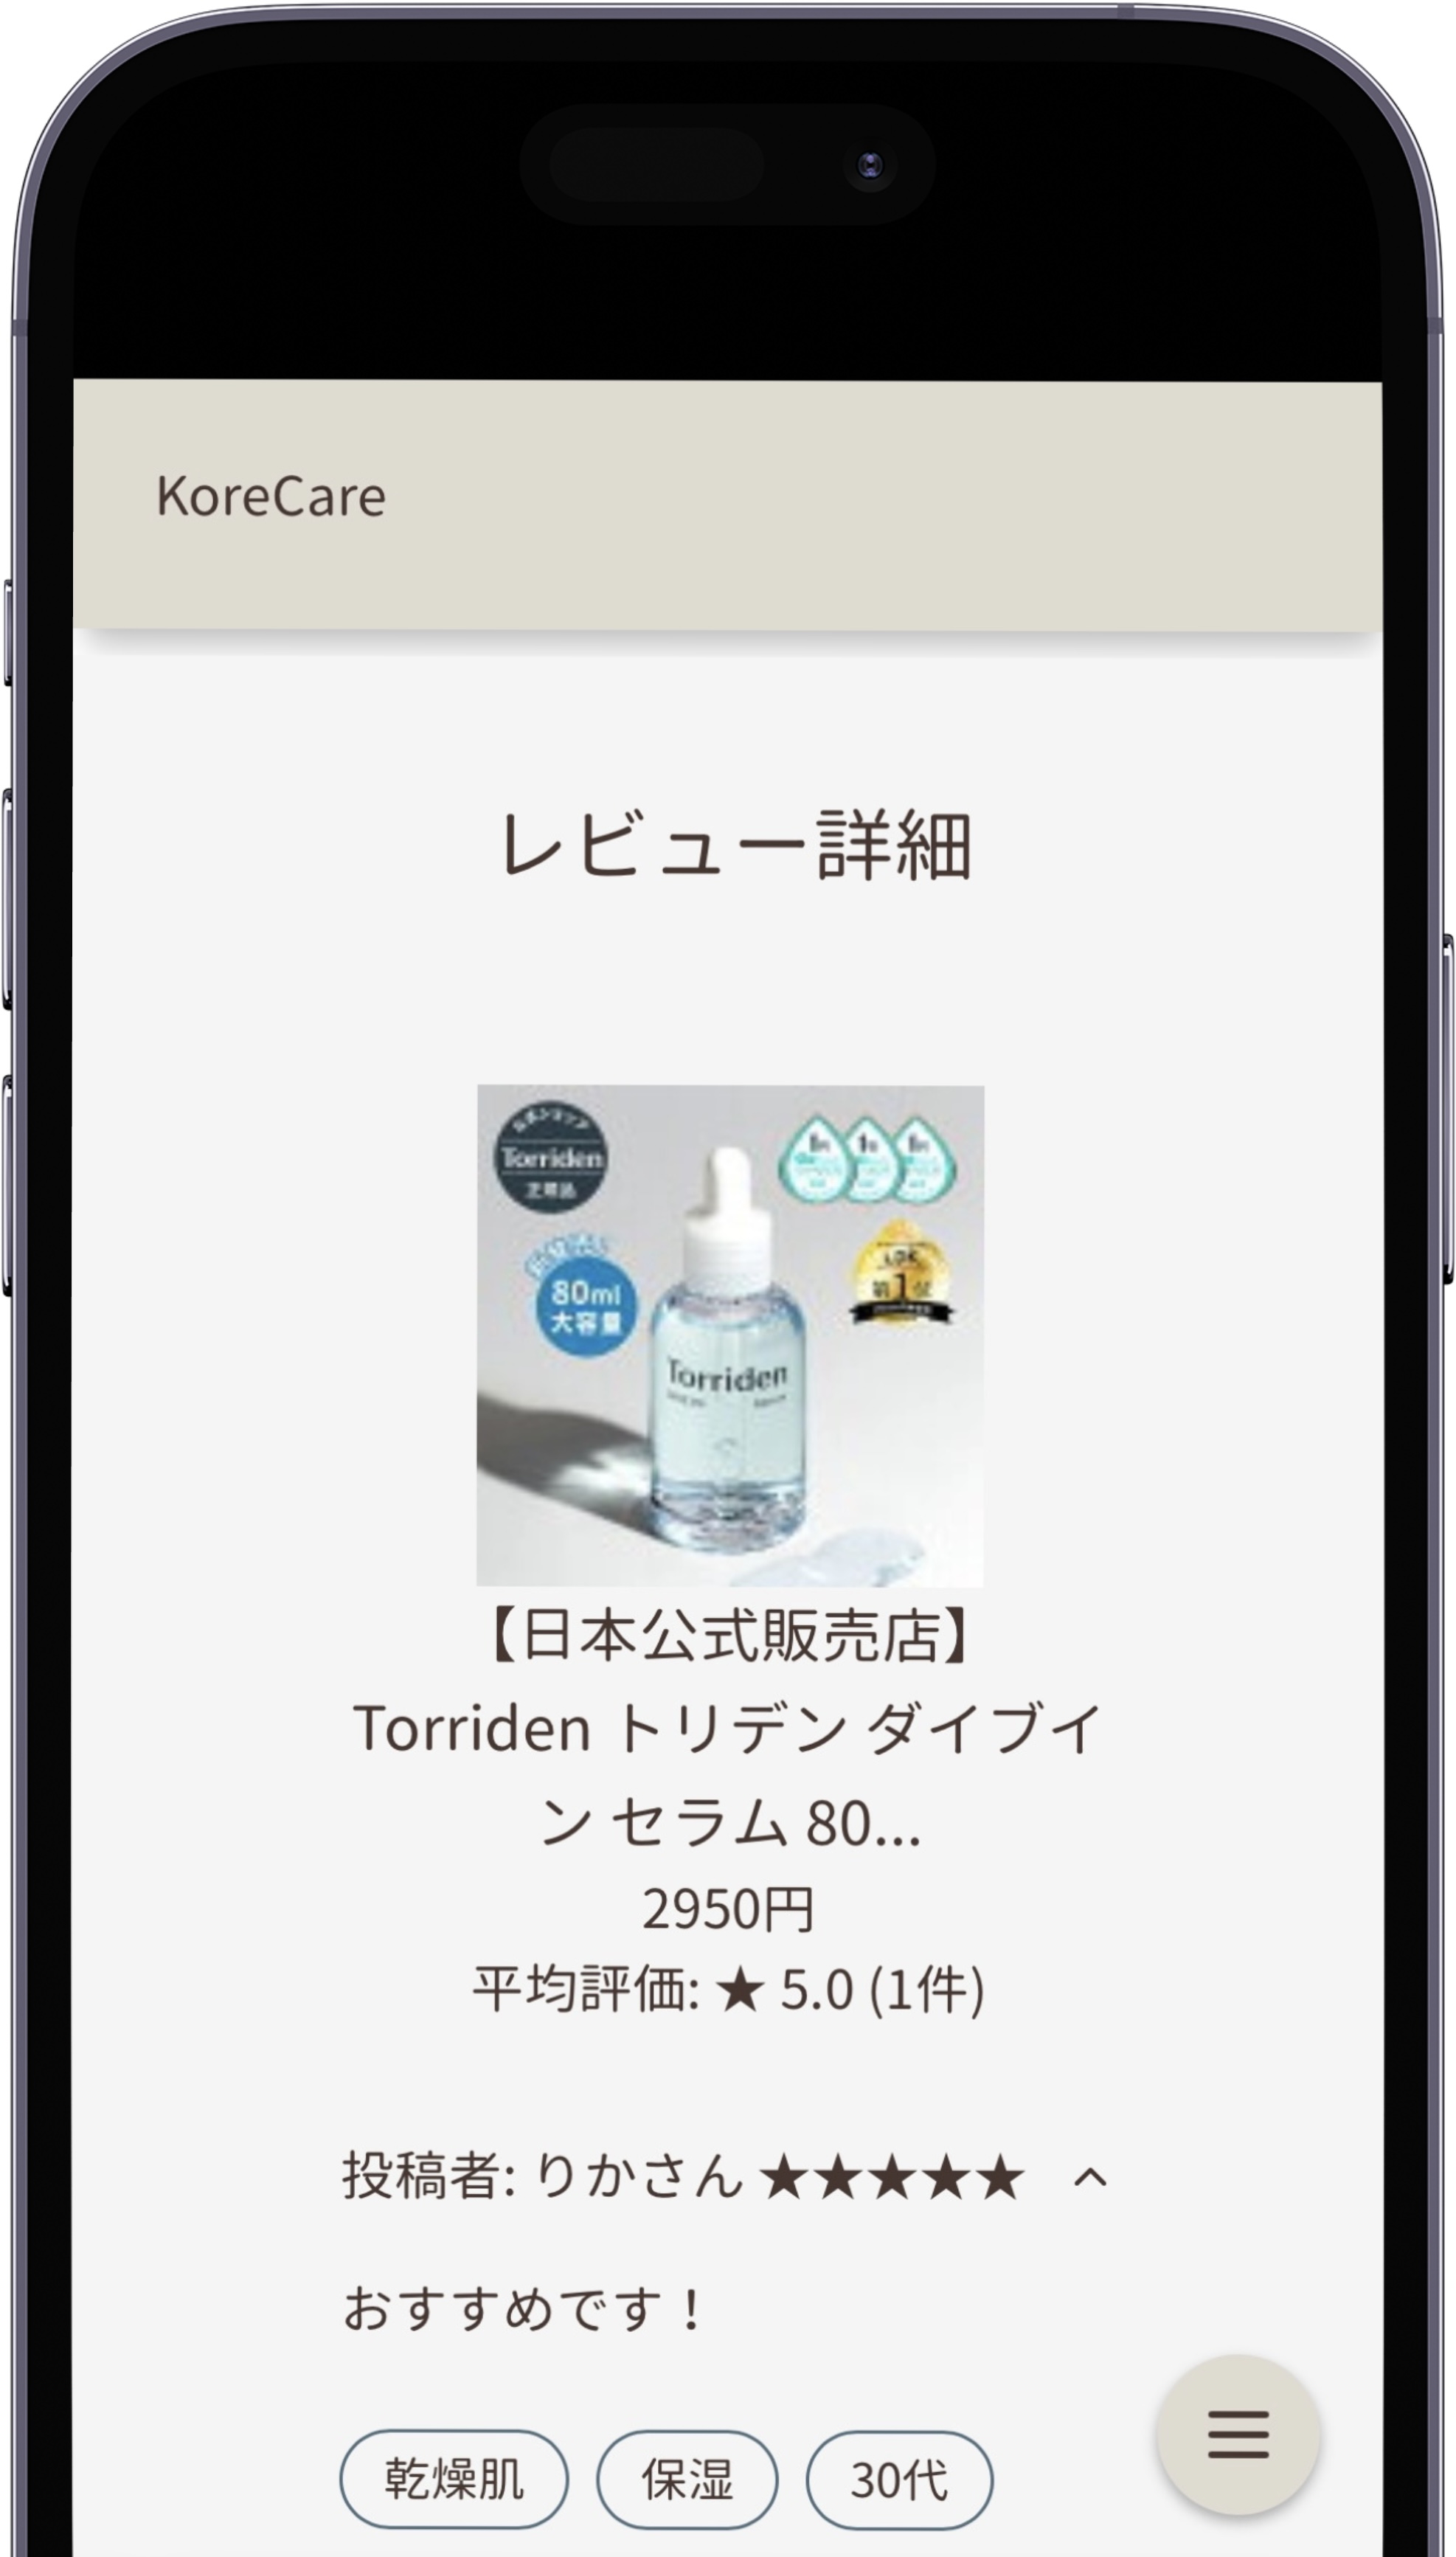 KoreCare
レビュー詳細
Torriden
正規品
80ml
大容量
Torriden
【日本公式販売店】
Torriden トリデン ダイブイ
ン セラム 80...
2950円
平均評価: ★ 5.0 (1件)
投稿者: りかさん ★★★★★
おすすめです！
乾燥肌 保湿 30代